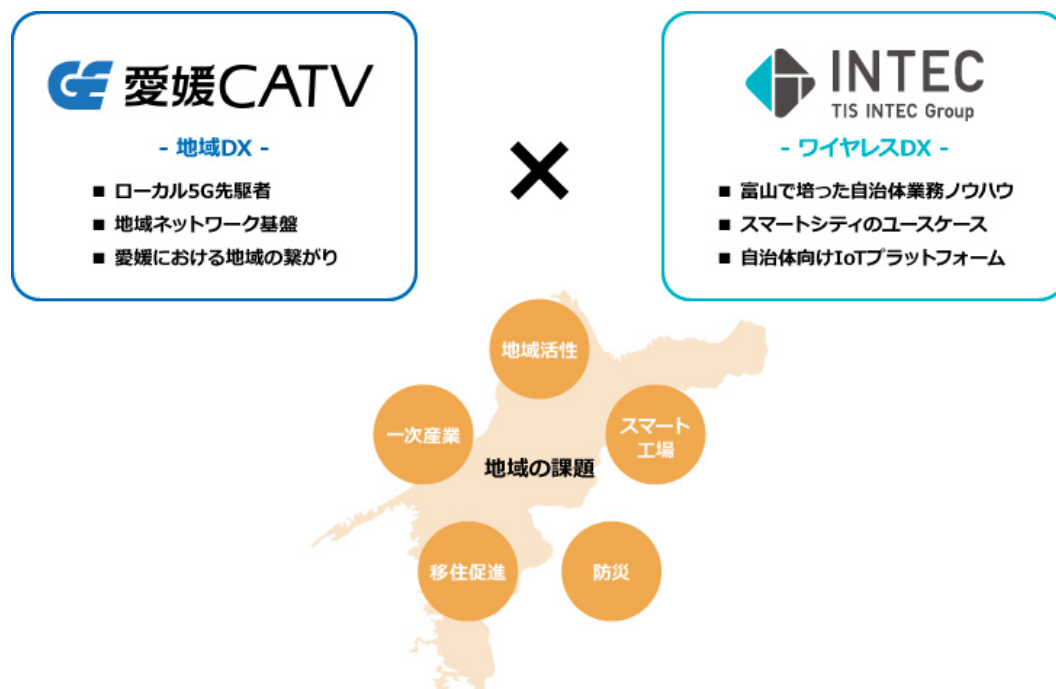 愛媛CATV
- 地域DX -
■ ローカル5G先駆者
■ 地域ネットワーク基盤
■ 愛媛における地域の繋がり
×
INTEC
TIS INTEC Group
- ワイヤレスDX -
■ 富山で培った自治体業務ノウハウ
■ スマートシティのユースケース
■ 自治体向けIoTプラットフォーム
地域活性
一次産業
スマート
工場
地域の課題
移住促進
防災